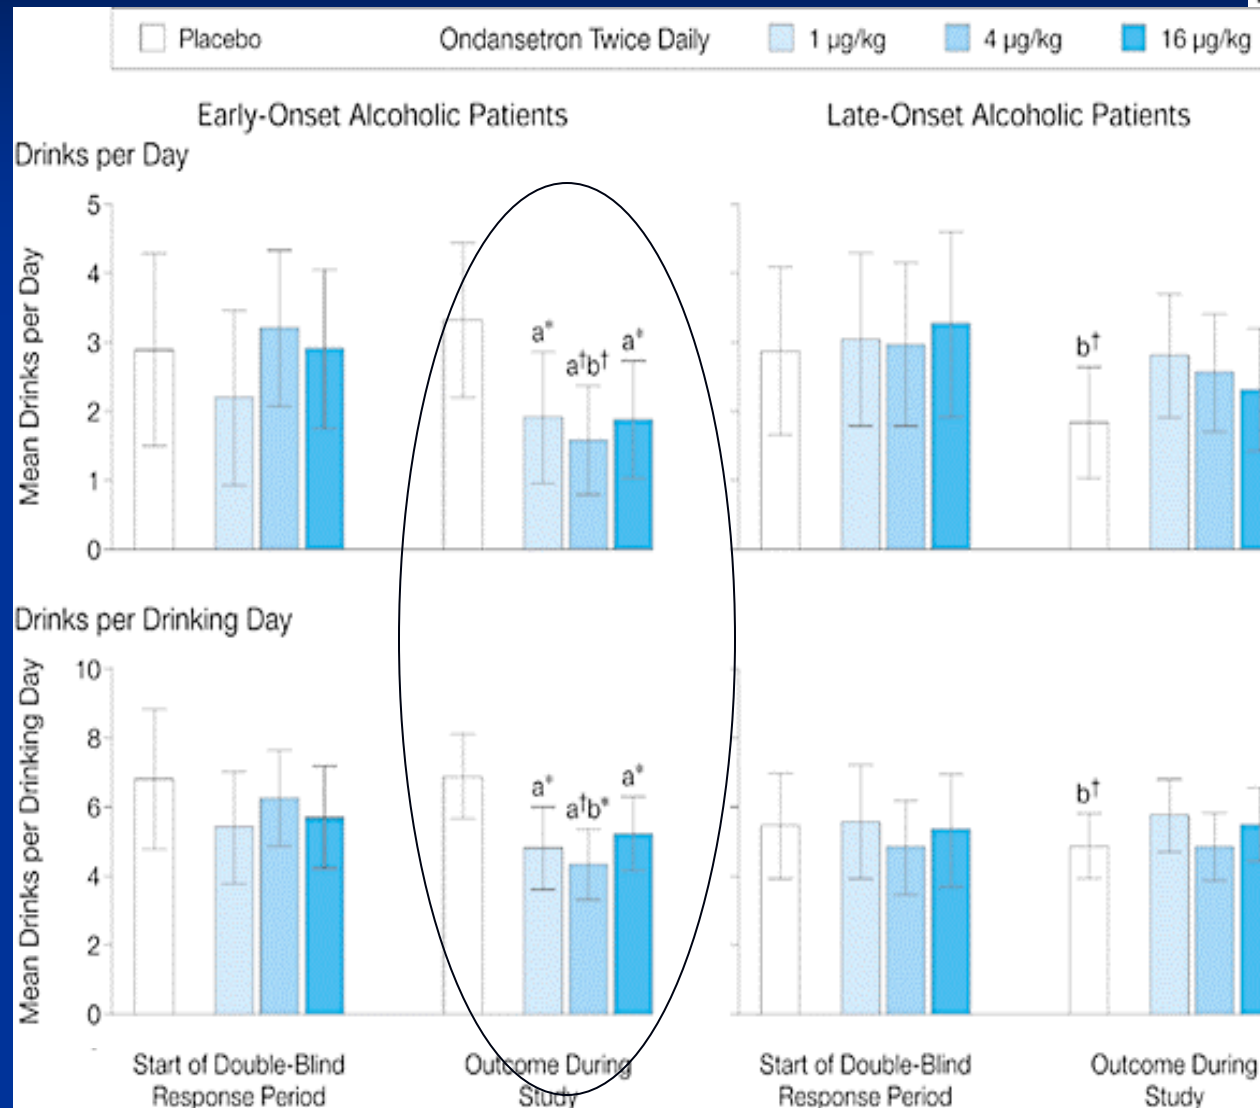 Placebo Ondansetron Twice Daily 1 µg/kg 4 µg/kg 16 µg/kg
Early-Onset Alcoholic Patients Late-Onset Alcoholic Patients
Drinks per Day
Mean Drinks per Day
5
4
3
2
1
0
a*
a†b†
a*
b†
Drinks per Drinking Day
Mean Drinks per Drinking Day
10
8
6
4
2
0
a*
a†b*
a*
b†
Start of Double-Blind Outcome During Start of Double-Blind Outcome During
Response Period Study Response Period Study